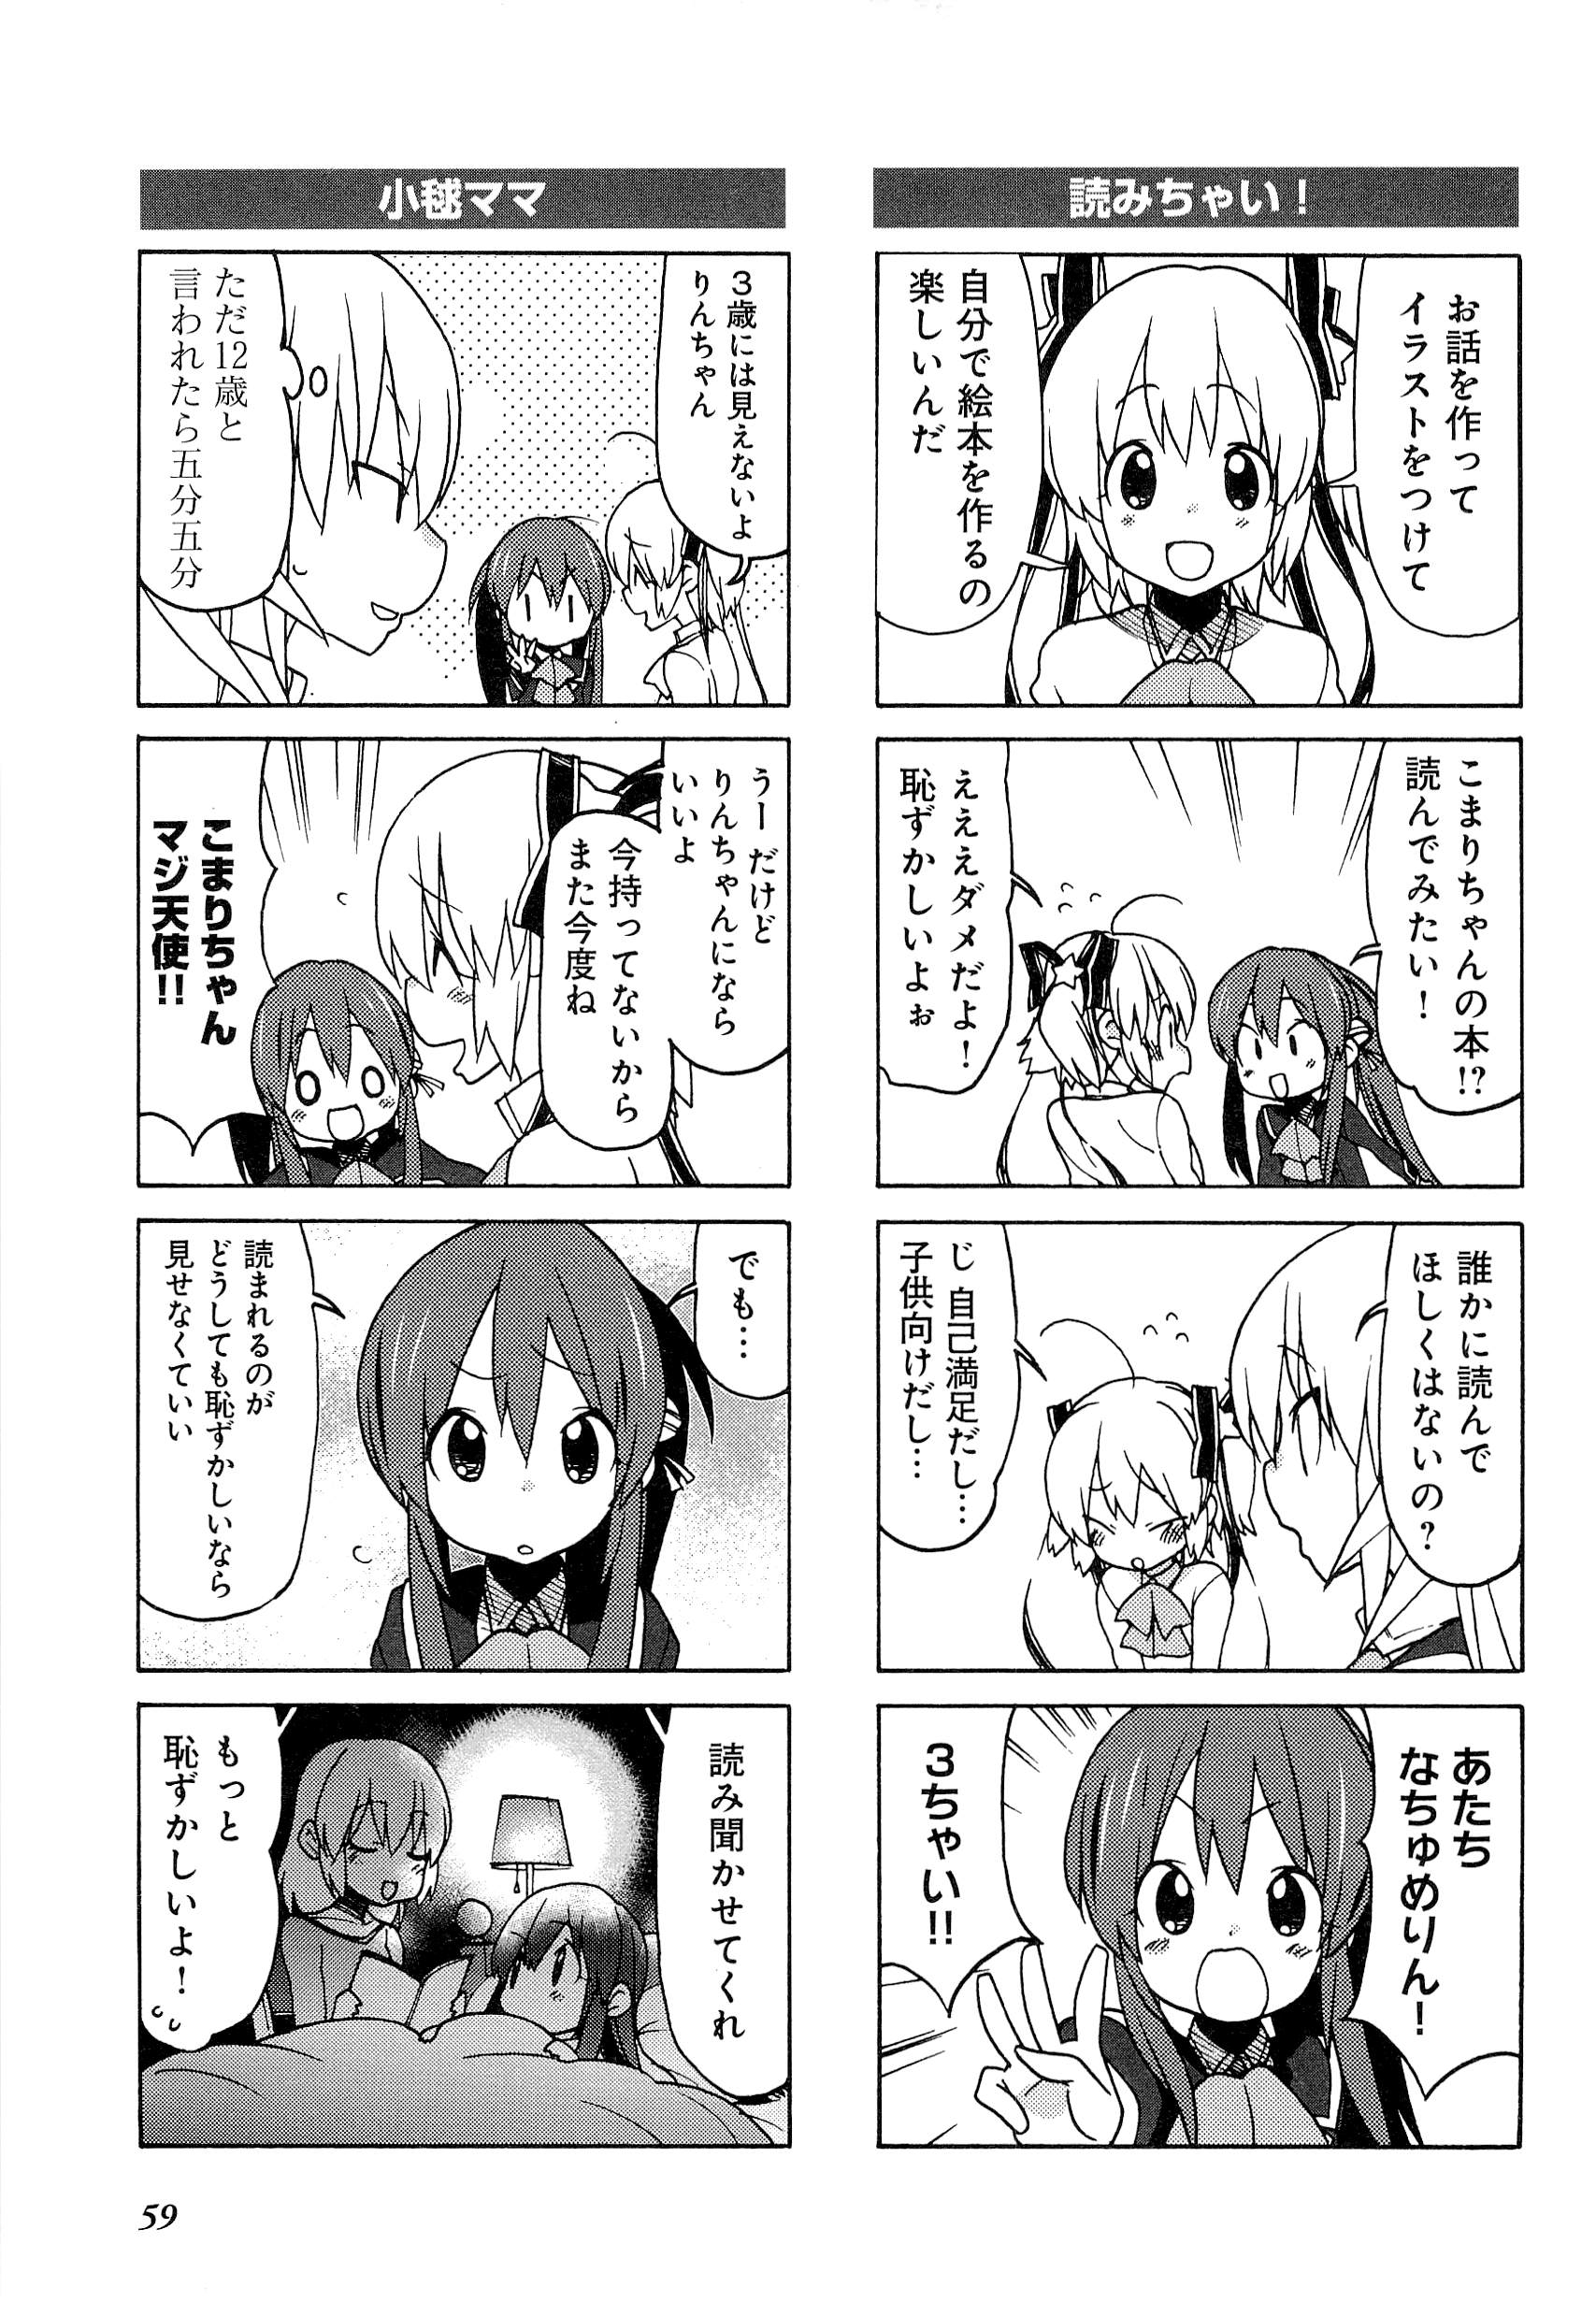 読みちゃい！
お話を作って
イラストをつけて
自分で絵本を作るの
楽しいんだ
こまりちゃんの本!?
読んでみたい！
えええダメだよ！
恥ずかしいよぉ
誰かに読んで
ほしくはないの？
じ 自己満足だし…
子供向けだし…
あたち
なちゅめりん！
3ちゃい!!
小毬ママ
3歳には見えないよ
りんちゃん
ただ12歳と
言われたら五分五分
うー だけど
りんちゃんになら
いいよ
今持ってないから
また今度ね
こまりちゃん
マジ天使!!
でも…
読まれるのが
どうしても恥ずかしいなら
見せなくていい
読み聞かせてくれ
もっと
恥ずかしいよ！
59